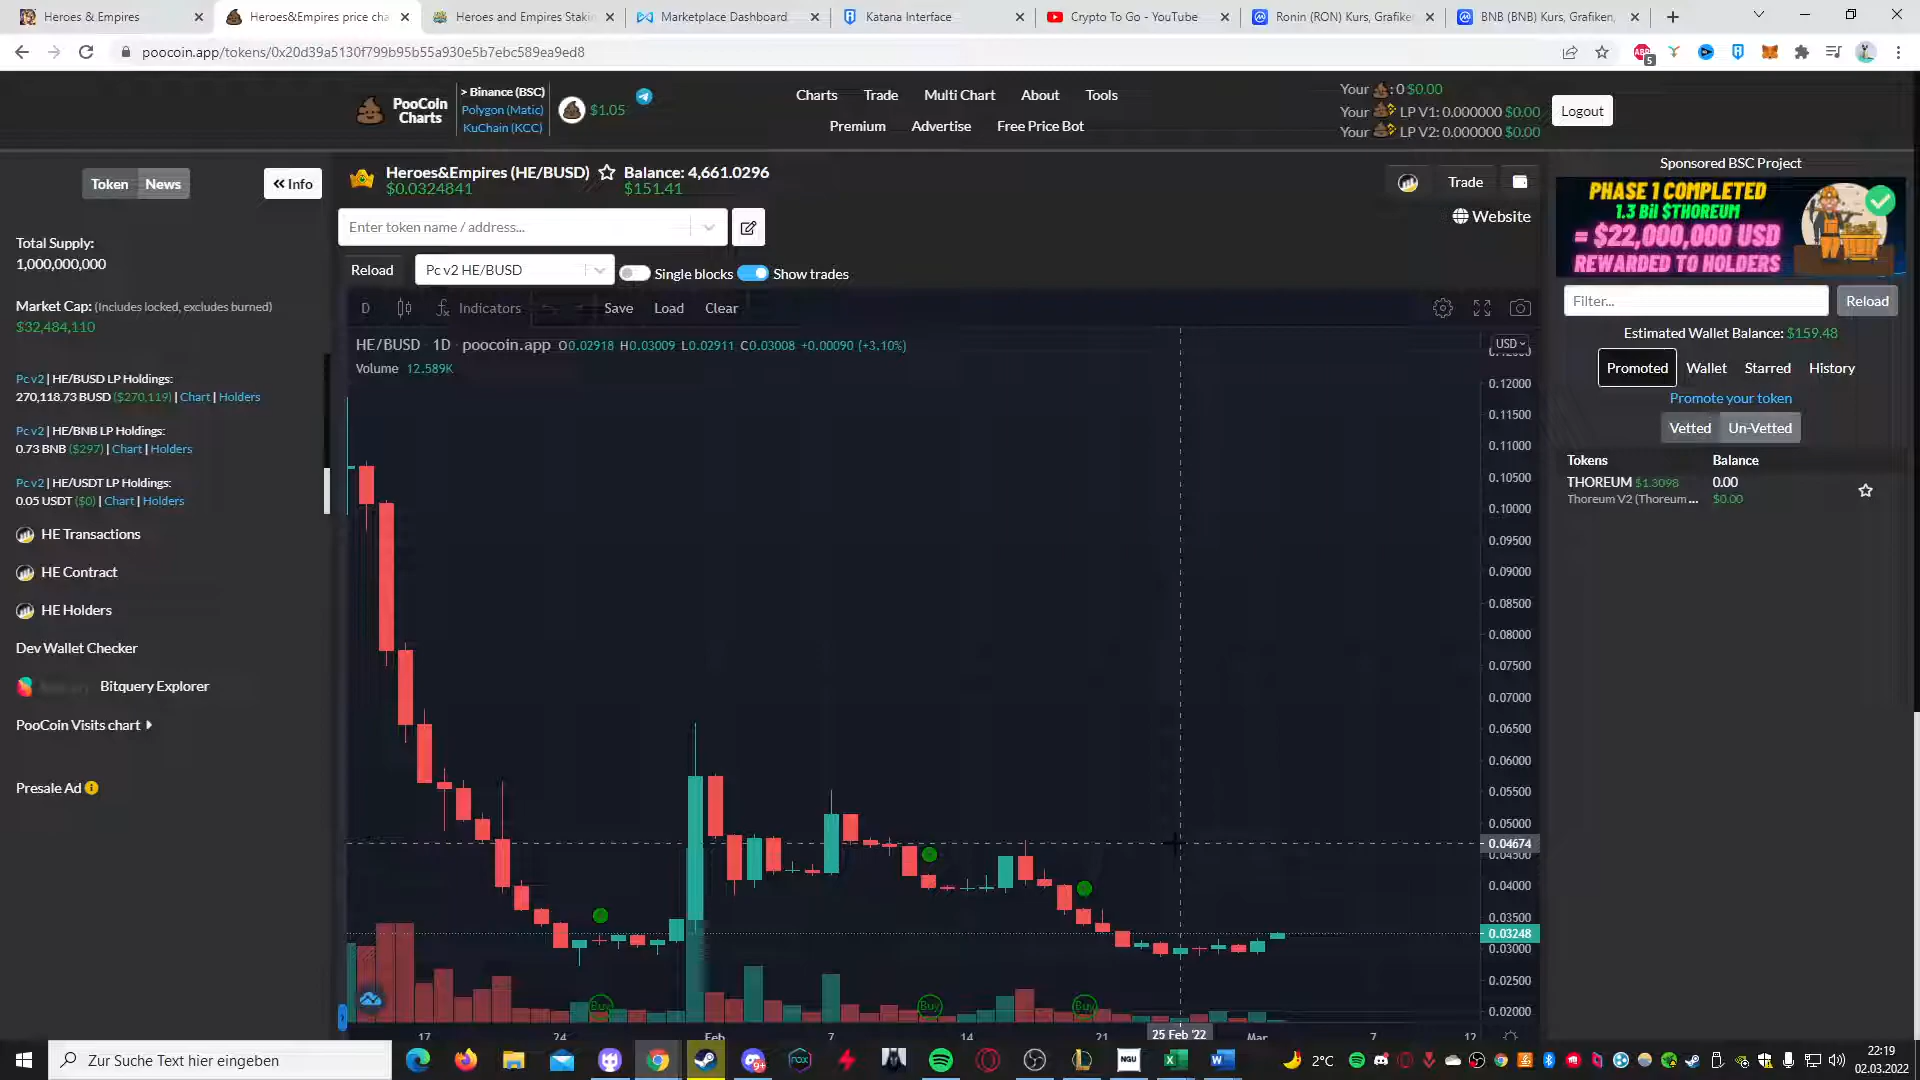 Heroes & Empires
Heroes&Empires price cha
Heroes and Empires Stakin
Marketplace Dashboard
Katana Interface
Crypto To Go - YouTube
Ronin (RON) Kurs, Grafiken
BNB (BNB) Kurs, Grafiken,
poocoin.app/tokens/0x20d39a5130f799b95b55a930e5b7ebc589ea9ed8
PooCoin Charts
> Binance (BSC)
Polygon (Matic)
KuChain (KCC)
$1.05
Charts Trade Multi Chart About Tools
Premium Advertise Free Price Bot
Your : 0 $0.00
Your LP V1: 0.000000 $0.00
Your LP V2: 0.000000 $0.00
Logout
Token News
« Info
Total Supply:
1,000,000,000
Market Cap: (Includes locked, excludes burned)
$32,484,110
Pc v2 | HE/BUSD LP Holdings:
270,118.73 BUSD ($270,119) | Chart | Holders
Pc v2 | HE/BNB LP Holdings:
0.73 BNB ($297) | Chart | Holders
Pc v2 | HE/USDT LP Holdings:
0.05 USDT ($0) | Chart | Holders
HE Transactions
HE Contract
HE Holders
Dev Wallet Checker
Bitquery Explorer
PooCoin Visits chart
Presale Ad
Heroes&Empires (HE/BUSD) Balance: 4,661.0296
$0.0324841 $151.41
Trade
Website
Enter token name / address...
Reload Pc v2 HE/BUSD Single blocks Show trades
D Indicators Save Load Clear
HE/BUSD 1D poocoin.app O0.02918 H0.03009 L0.02911 C0.03008 +0.00090 (+3.10%)
Volume 12.589K
USD
0.12000
0.11500
0.11000
0.10500
0.10000
0.09500
0.09000
0.08500
0.08000
0.07500
0.07000
0.06500
0.06000
0.05500
0.05000
0.04674
0.04500
0.04000
0.03500
0.03248
0.03000
0.02500
0.02000
Buy Buy Buy
17 24 Feb 7 14 21 25 Feb '22 Mar 7 12
Sponsored BSC Project
PHASE 1 COMPLETED
1.3 Bil $THOREUM
= $22,000,000 USD
REWARDED TO HOLDERS
Filter... Reload
Estimated Wallet Balance: $159.48
Promoted Wallet Starred History
Promote your token
Vetted Un-Vetted
Tokens Balance
THOREUM $1.3098 0.00
Thoreum V2 (Thoreum ... $0.00
Zur Suche Text hier eingeben
2°C
22:19
02.03.2022